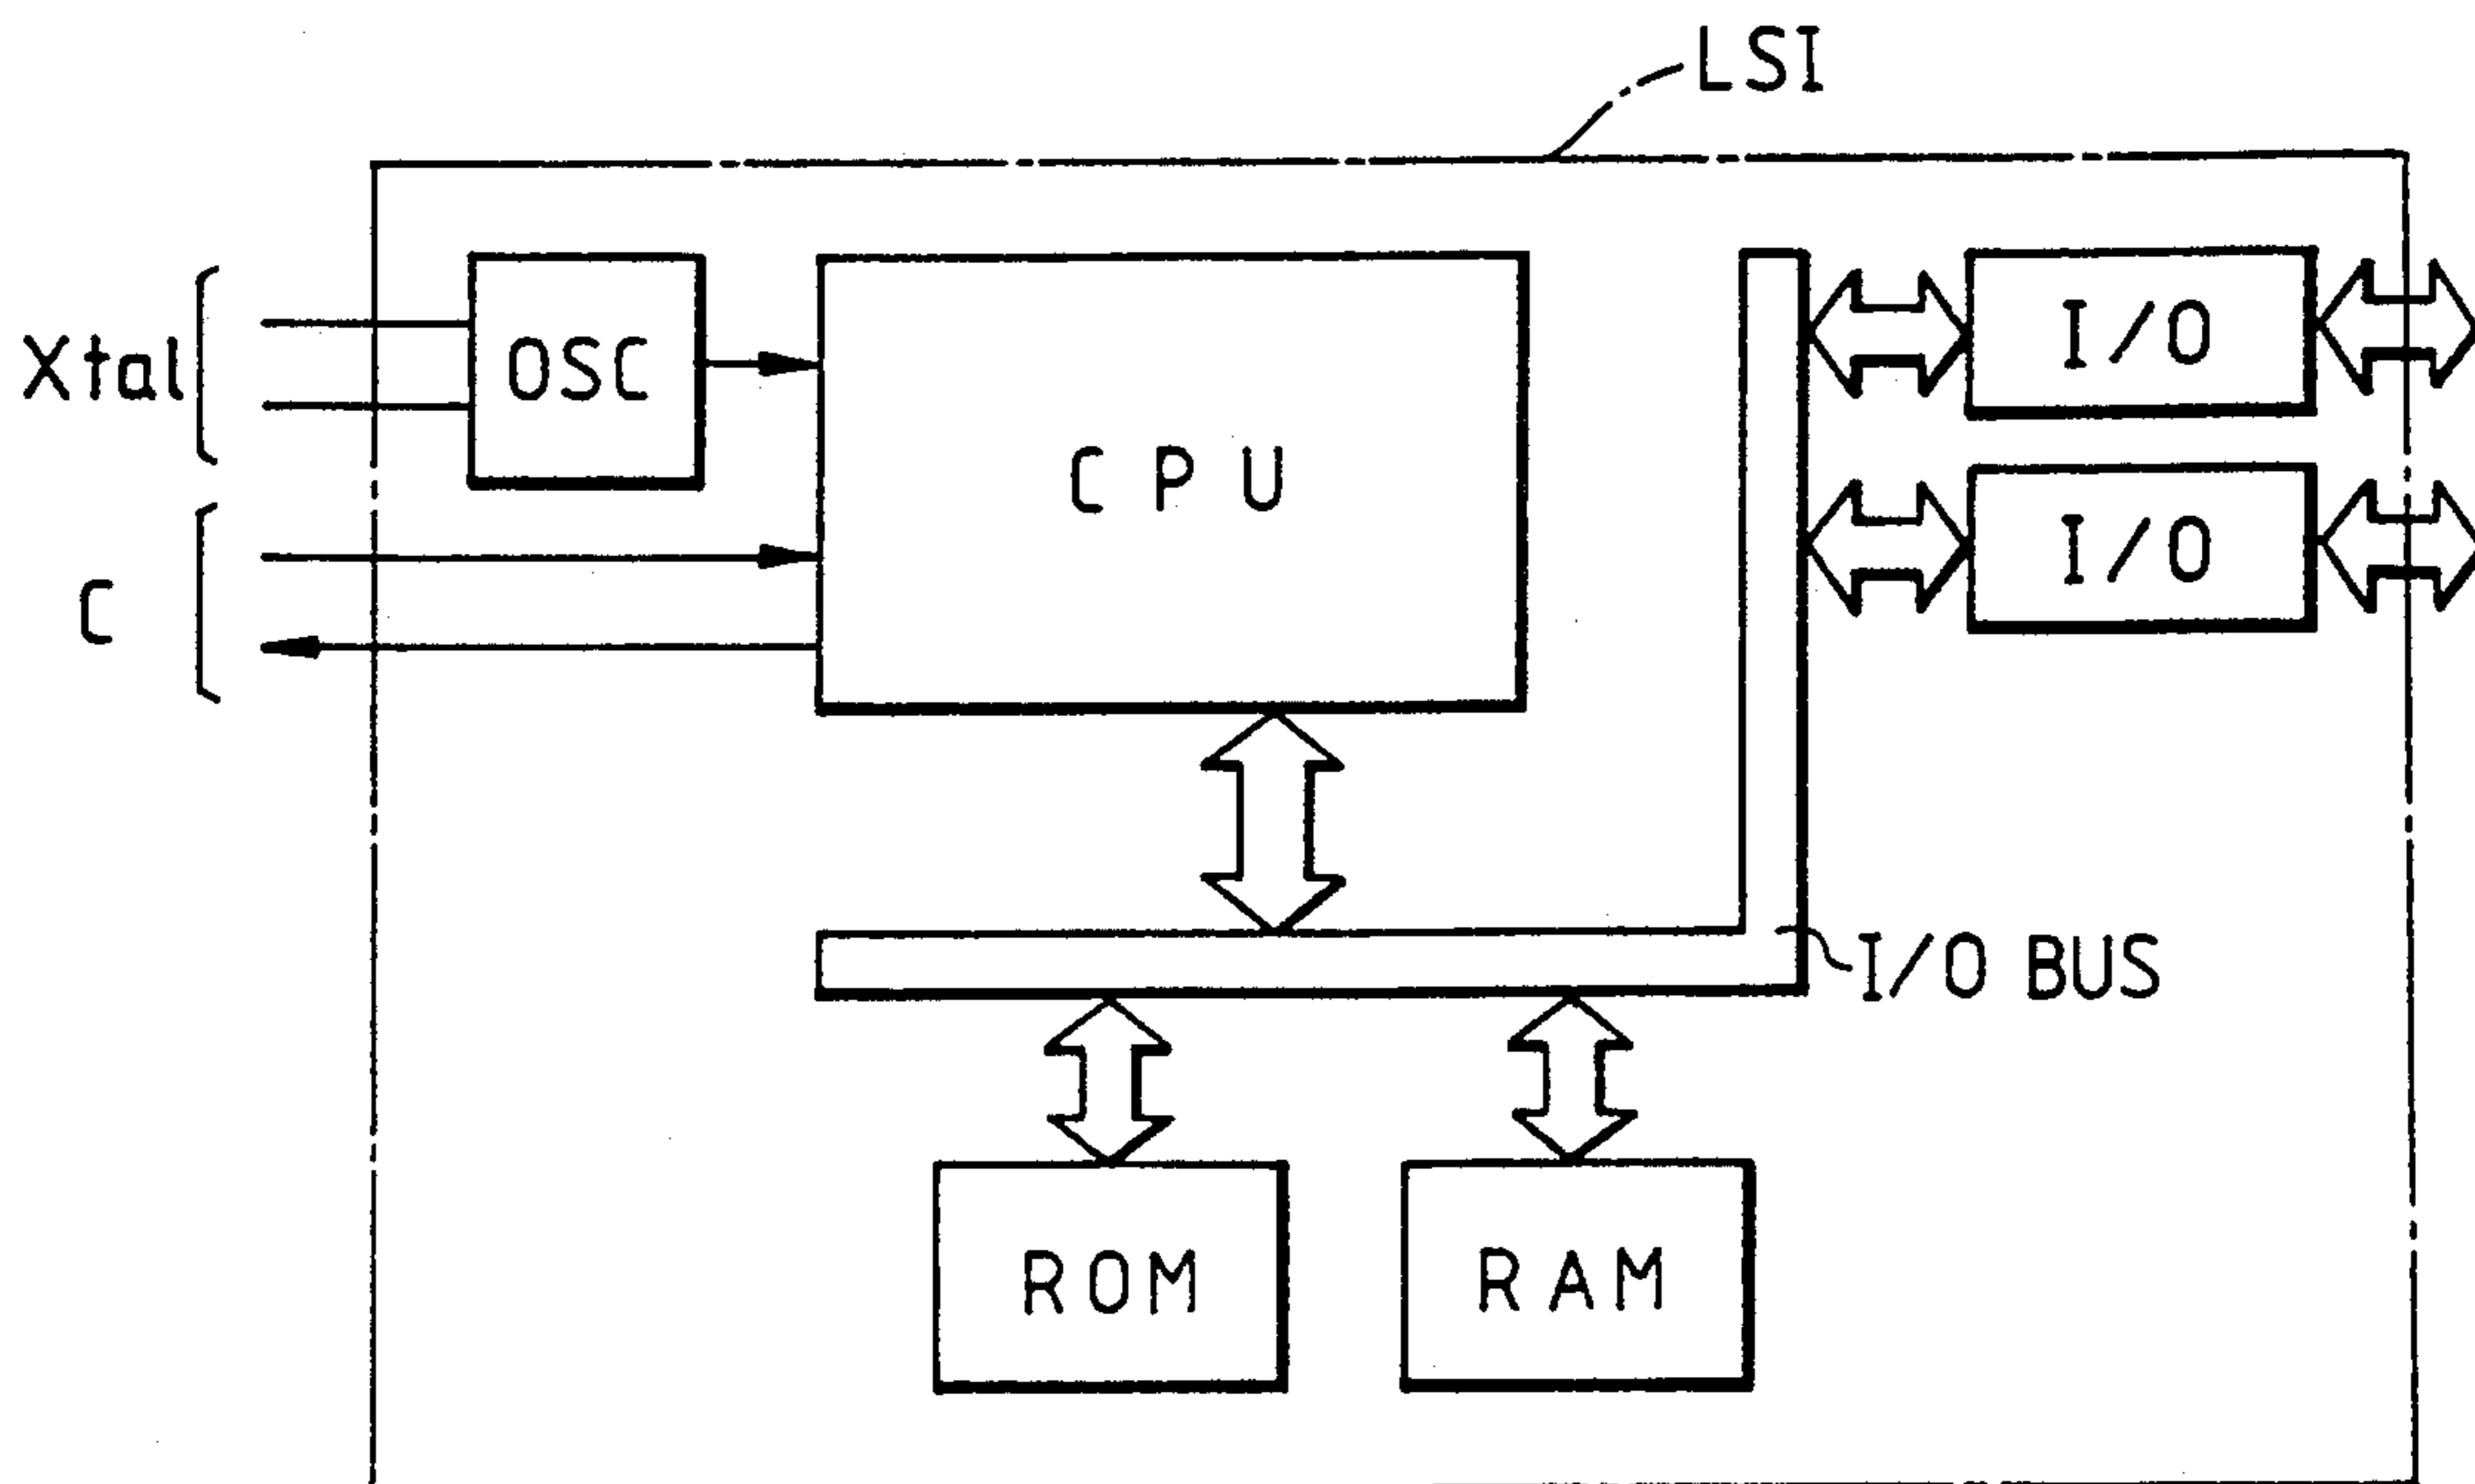 LSI
Xtal
OSC
CPU
I/O
I/O
C
I/O BUS
ROM
RAM